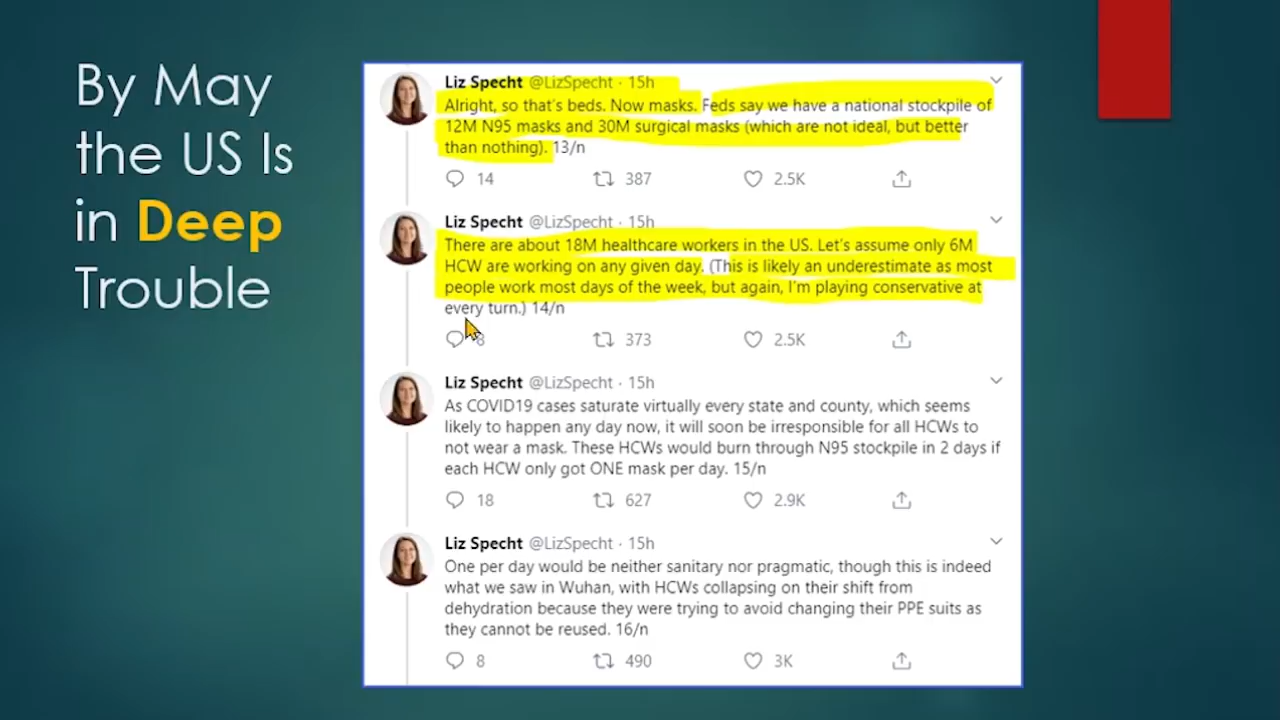 By May
the US Is
in Deep
Trouble
Liz Specht @LizSpecht · 15h
Alright, so that's beds. Now masks. Feds say we have a national stockpile of
12M N95 masks and 30M surgical masks (which are not ideal, but better
than nothing). 13/n
14 387 2.5K
Liz Specht @LizSpecht · 15h
There are about 18M healthcare workers in the US. Let's assume only 6M
HCW are working on any given day. (This is likely an underestimate as most
people work most days of the week, but again, I'm playing conservative at
every turn.) 14/n
8 373 2.5K
Liz Specht @LizSpecht · 15h
As COVID19 cases saturate virtually every state and county, which seems
likely to happen any day now, it will soon be irresponsible for all HCWs to
not wear a mask. These HCWs would burn through N95 stockpile in 2 days if
each HCW only got ONE mask per day. 15/n
18 627 2.9K
Liz Specht @LizSpecht · 15h
One per day would be neither sanitary nor pragmatic, though this is indeed
what we saw in Wuhan, with HCWs collapsing on their shift from
dehydration because they were trying to avoid changing their PPE suits as
they cannot be reused. 16/n
8 490 3K